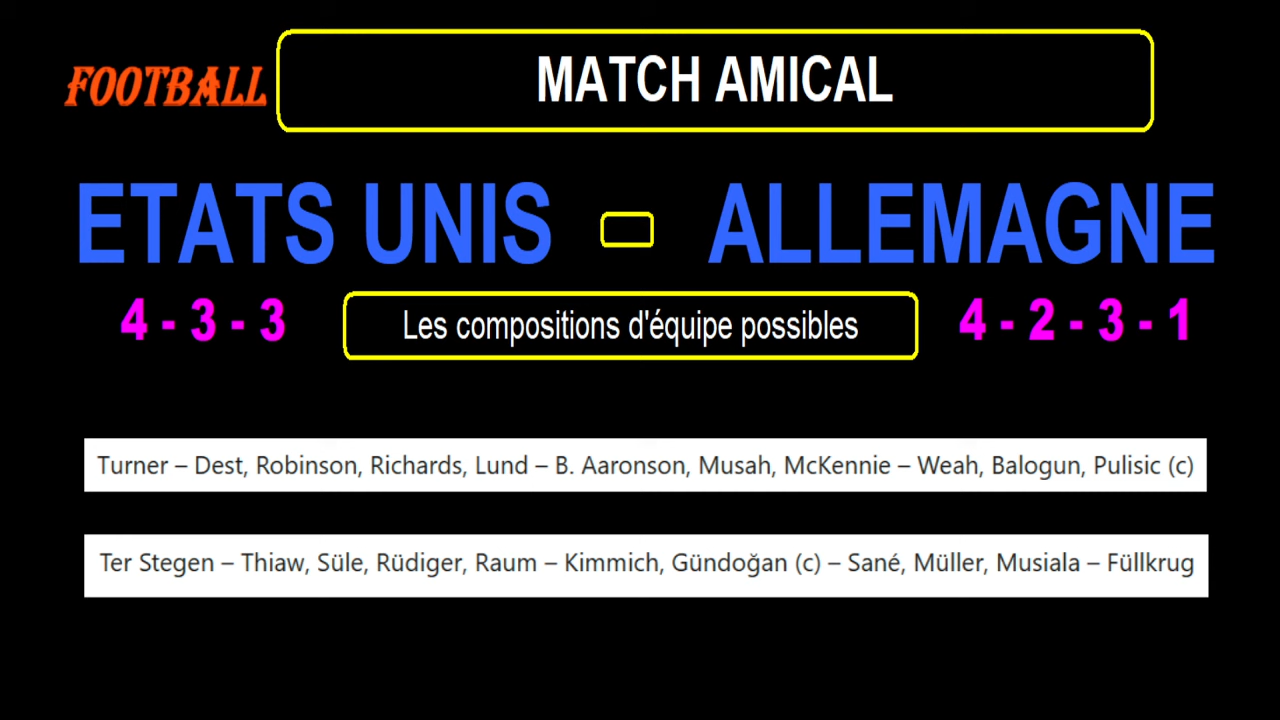 FOOTBALL
MATCH AMICAL
ETATS UNIS - ALLEMAGNE
4 - 3 - 3
Les compositions d'équipe possibles
4 - 2 - 3 - 1
Turner – Dest, Robinson, Richards, Lund – B. Aaronson, Musah, McKennie – Weah, Balogun, Pulisic (c)
Ter Stegen – Thiaw, Süle, Rüdiger, Raum – Kimmich, Gündoğan (c) – Sané, Müller, Musiala – Füllkrug